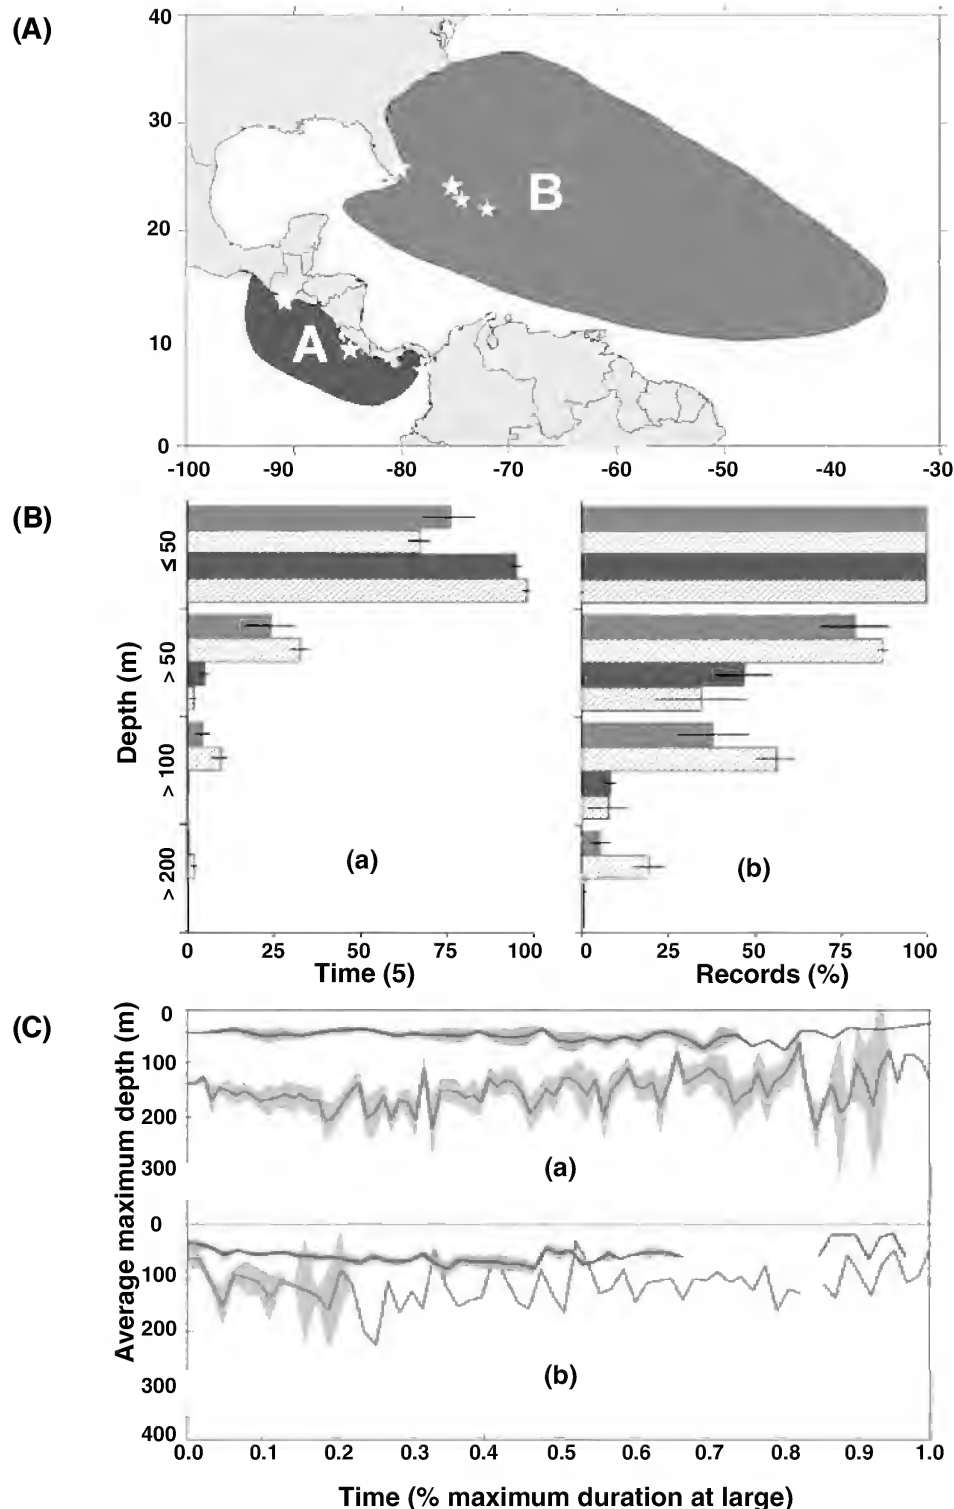 (A)
40
30
20
10
0
B
A
-100 -90 -80 -70 -60 -50 -40 -30
(B)
Depth (m)
≤ 50
> 50
> 100
> 200
(a)
(b)
0 25 50 75 100
0 25 50 75 100
Time (5)
Records (%)
(C)
Average maximum depth (m)
0
100
200
300
(a)
0
100
200
300
400
(b)
0.0 0.1 0.2 0.3 0.4 0.5 0.6 0.7 0.8 0.9 1.0
Time (% maximum duration at large)